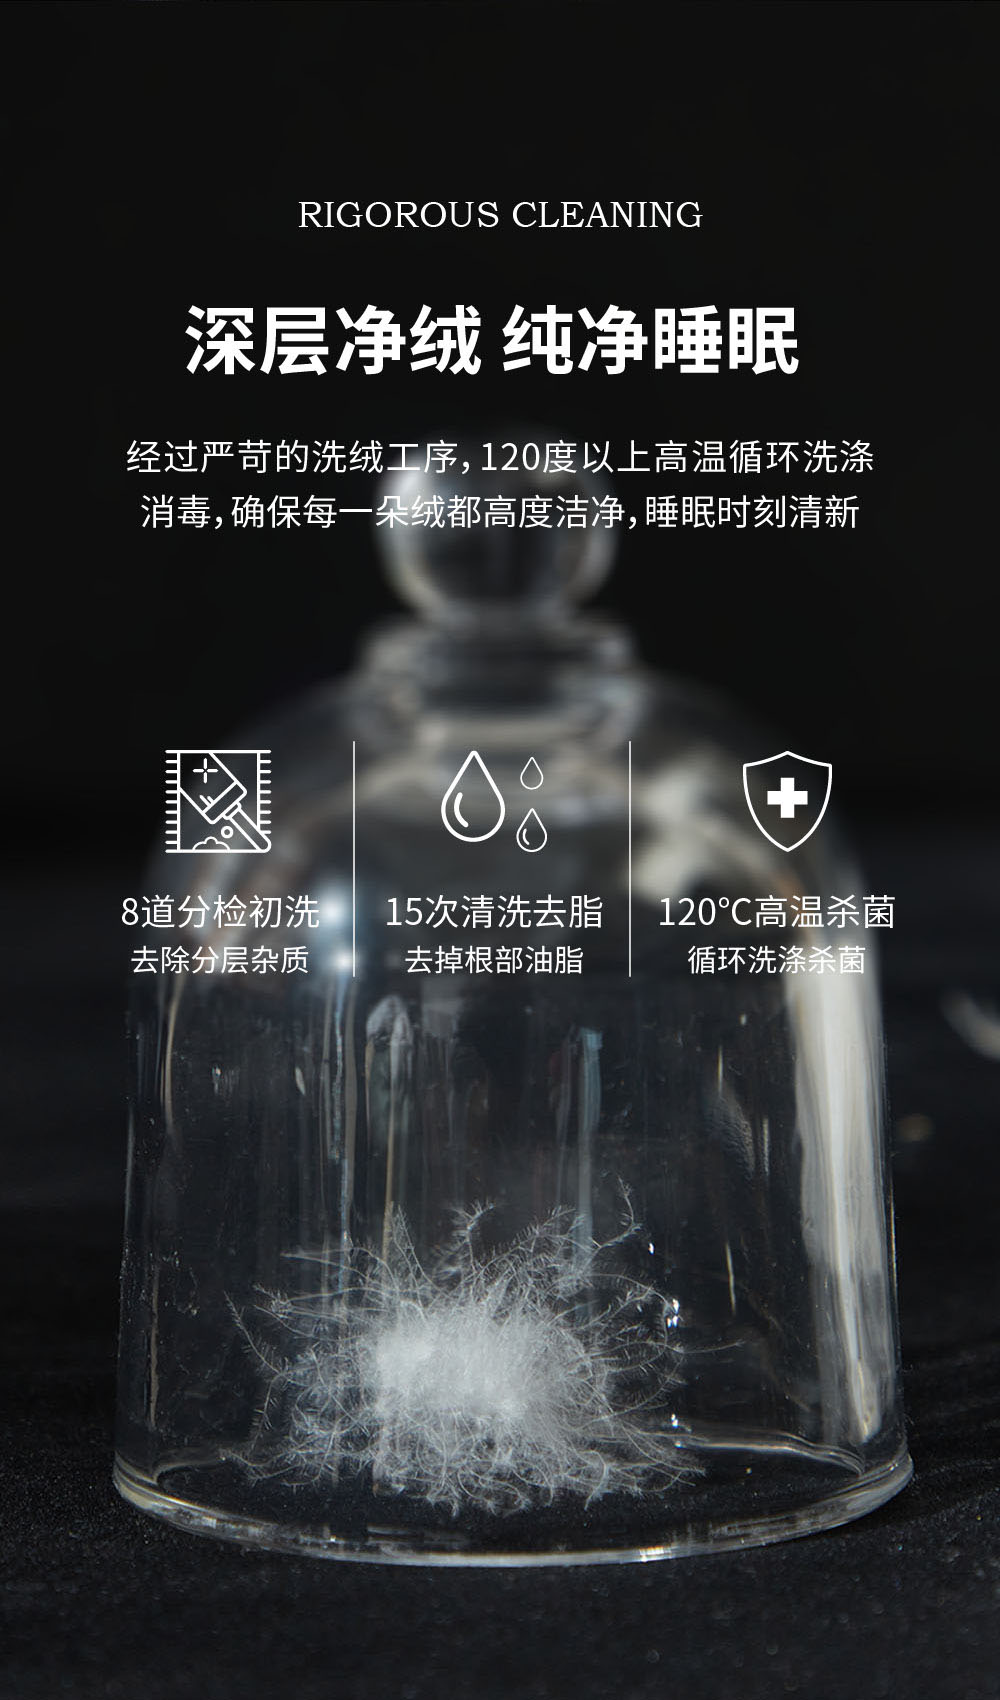 RIGOROUS CLEANING
深层净绒 纯净睡眠
经过严苛的洗绒工序，120度以上高温循环洗涤
消毒，确保每一朵绒都高度洁净，睡眠时刻清新
8道分检初洗
去除分层杂质
15次清洗去脂
去掉根部油脂
120℃高温杀菌
循环洗涤杀菌